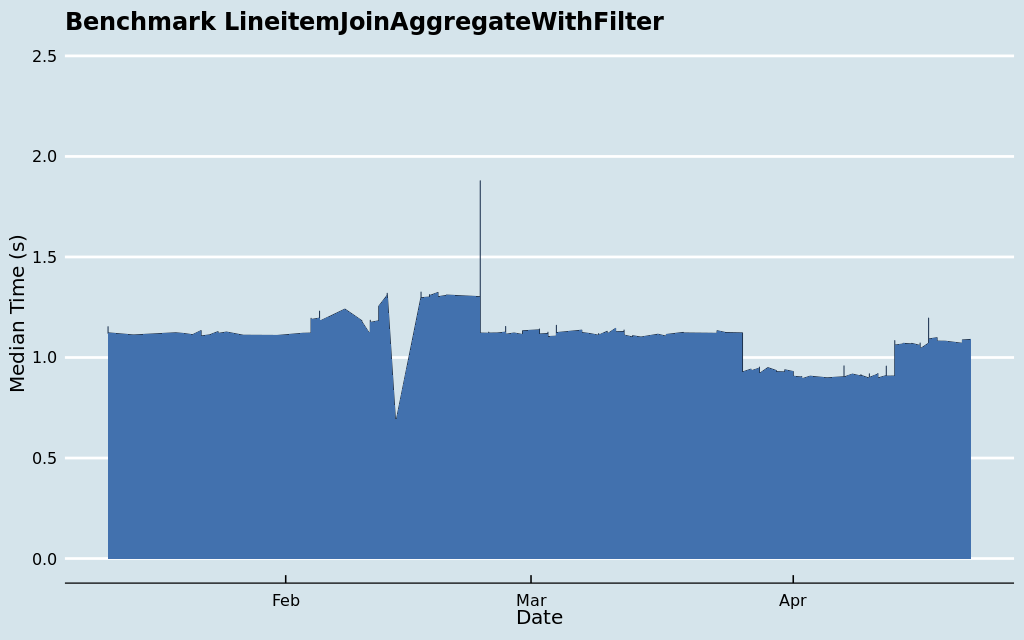 Benchmark LineitemJoinAggregateWithFilter
Median Time (s)
2.5
2.0
1.5
1.0
0.5
0.0
Feb
Mar
Apr
Date